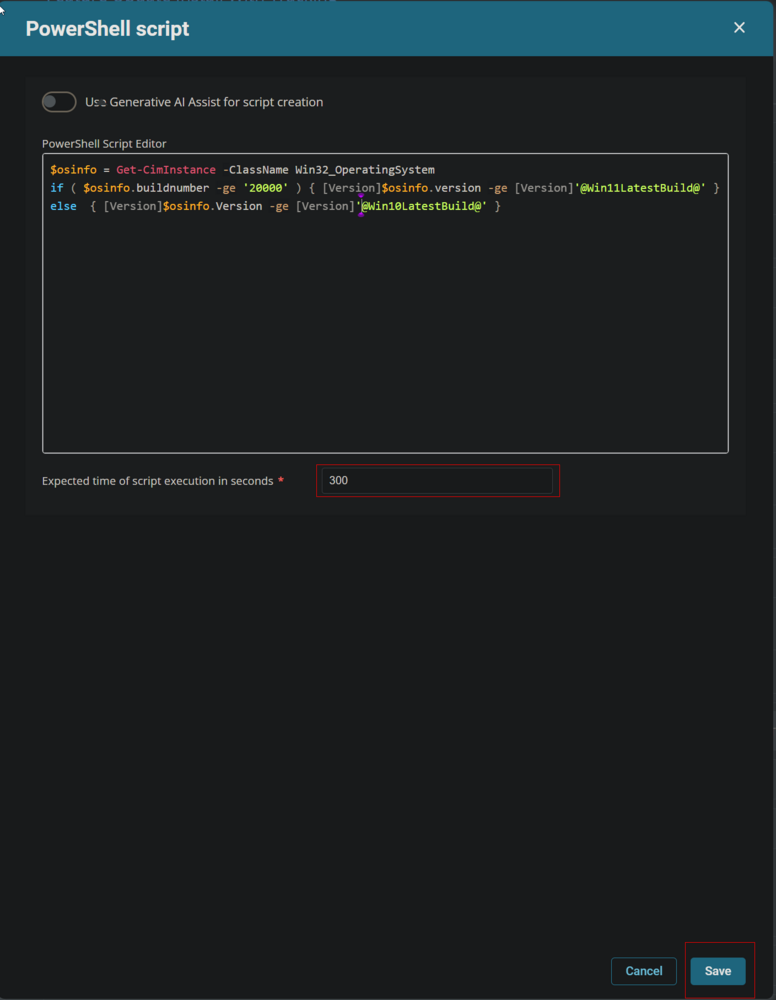 PowerShell script
Use Generative AI Assist for script creation
PowerShell Script Editor
$osinfo = Get-CimInstance -ClassName Win32_OperatingSystem
if ( $osinfo.buildnumber -ge '20000' ) { [Version]$osinfo.version -ge [Version]'@Win11LatestBuild@' }
else  { [Version]$osinfo.Version -ge [Version]'@Win10LatestBuild@' }
Expected time of script execution in seconds *
300
Cancel
Save